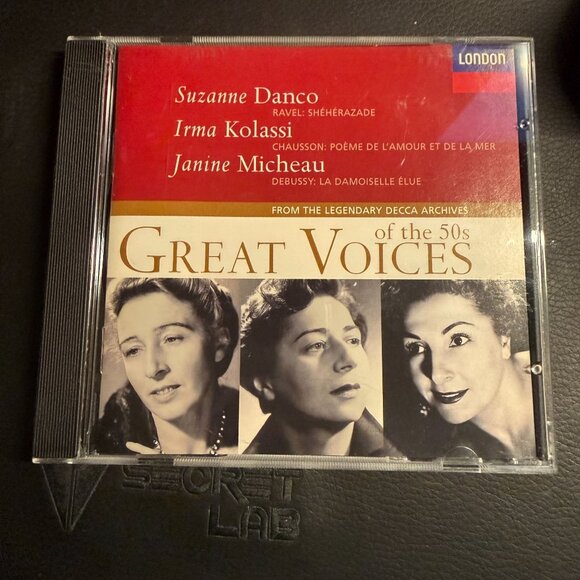 LONDON
Suzanne Danco
RAVEL: SHÉHÉRAZADE
Irma Kolassi
CHAUSSON: POÈME DE L'AMOUR ET DE LA MER
Janine Micheau
DEBUSSY: LA DAMOISELLE ÉLUE
FROM THE LEGENDARY DECCA ARCHIVES
of the 50s
GREAT VOICES
SECRET
LAB